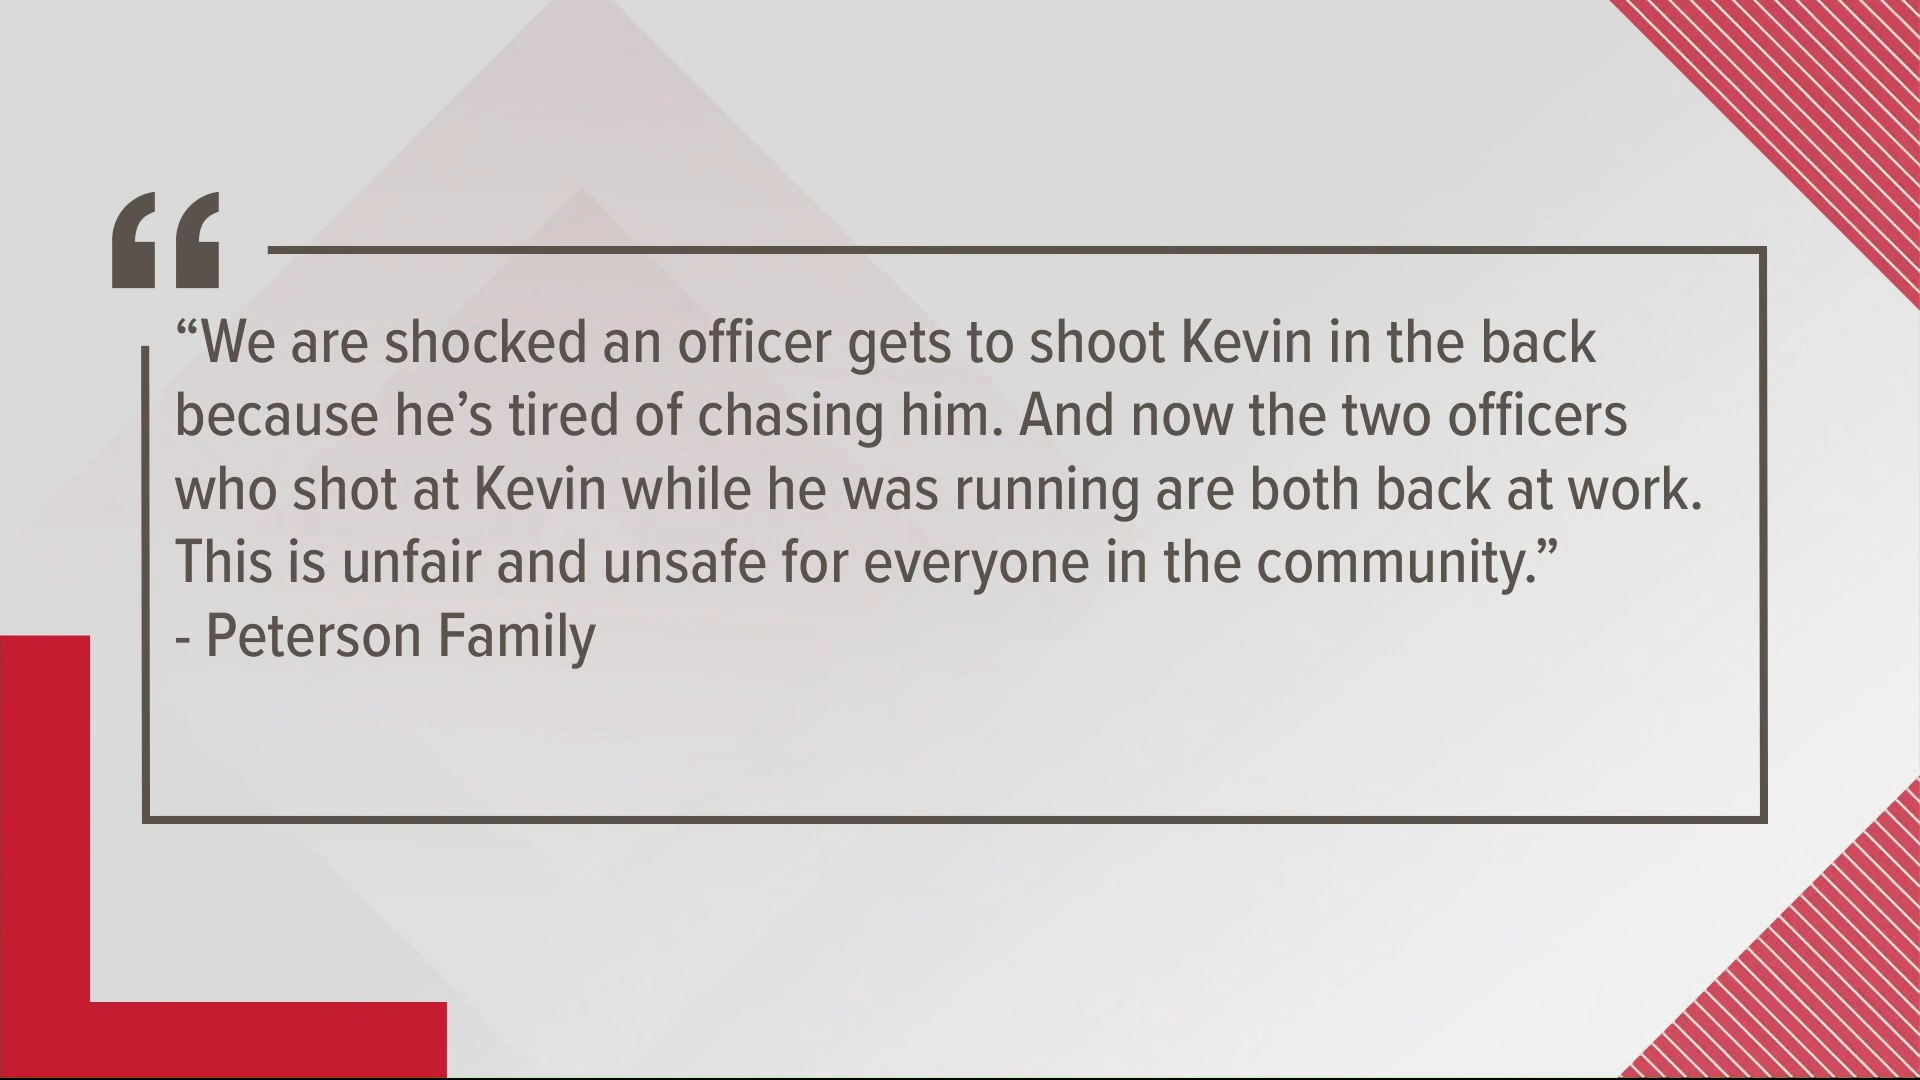 “We are shocked an officer gets to shoot Kevin in the back
because he’s tired of chasing him. And now the two officers
who shot at Kevin while he was running are both back at work.
This is unfair and unsafe for everyone in the community.”
- Peterson Family